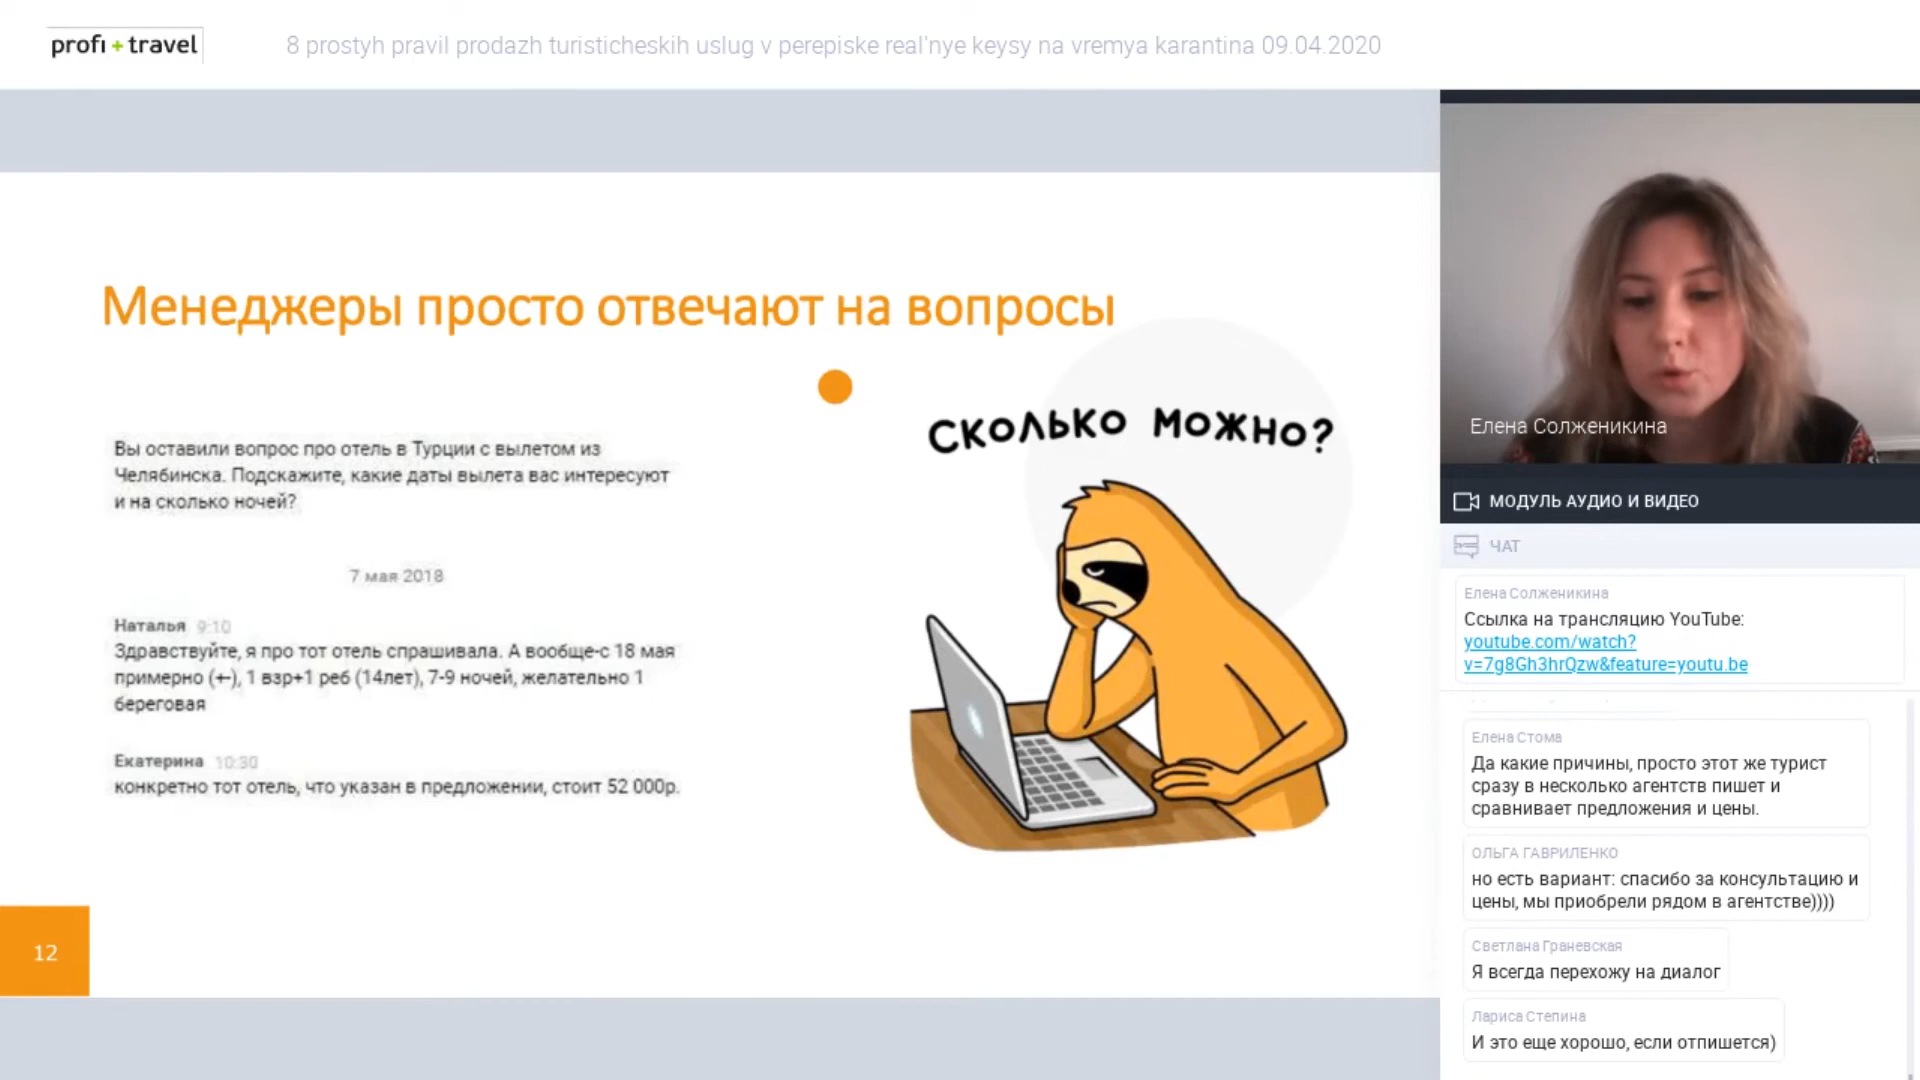 profi + travel
8 prostyh pravil prodazh turisticheskih uslug v perepiske real'nye keysy na vremya karantina 09.04.2020
Менеджеры просто отвечают на вопросы
Вы оставили вопрос про отель в Турции с вылетом из
Челябинска. Подскажите, какие даты вылета вас интересуют
и на сколько ночей?
7 мая 2018
Наталья 9:10
Здравствуйте, я про тот отель спрашивала. А вообще-с 18 мая
примерно (+-), 1 взр+1 реб (14лет), 7-9 ночей, желательно 1
береговая
Екатерина 10:30
конкретно тот отель, что указан в предложении, стоит 52 000р.
СКОЛЬКО МОЖНО?
12
Елена Солженикина
МОДУЛЬ АУДИО И ВИДЕО
ЧАТ
Елена Солженикина
Ссылка на трансляцию YouTube:
youtube.com/watch?
v=7g8Gh3hrQzw&feature=youtu.be
Елена Стома
Да какие причины, просто этот же турист
сразу в несколько агентств пишет и
сравнивает предложения и цены.
ОЛЬГА ГАВРИЛЕНКО
но есть вариант: спасибо за консультацию и
цены, мы приобрели рядом в агентстве))))
Светлана Граневская
Я всегда перехожу на диалог
Лариса Степина
И это еще хорошо, если отпишется)